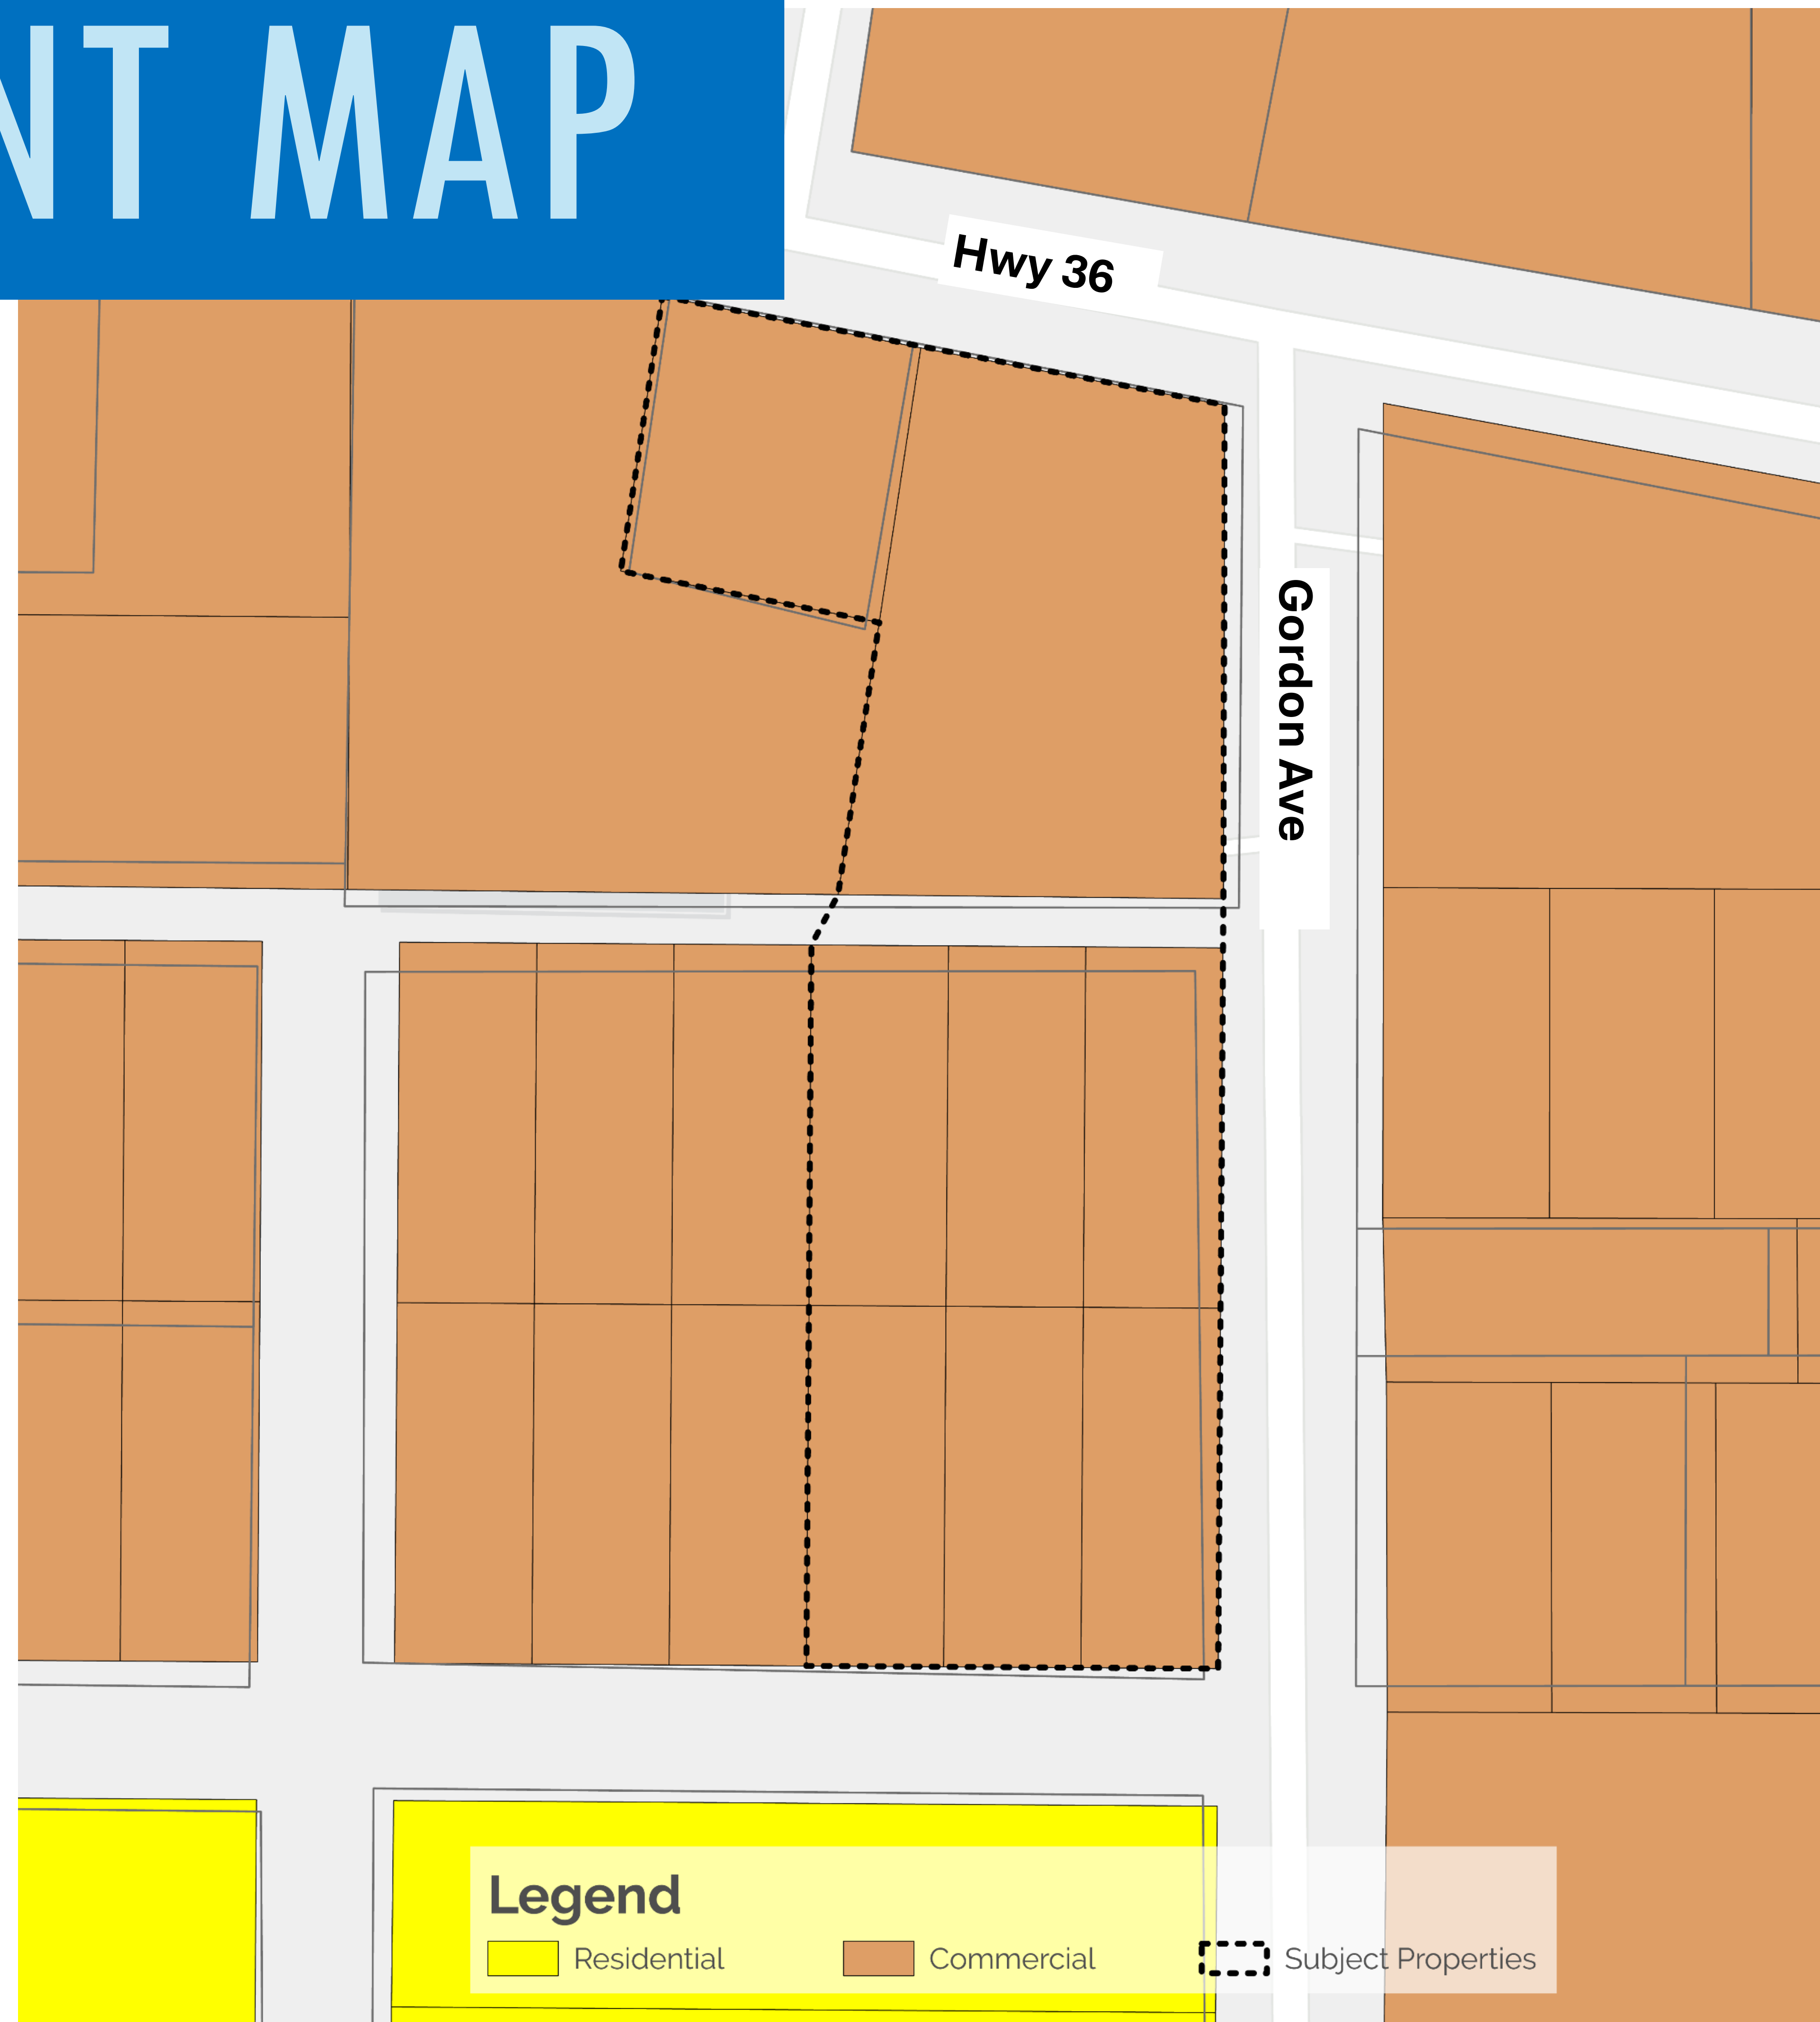 NT MAP
Hwy 36
Gordon Ave
Legend
Residential
Commercial
Subject Properties